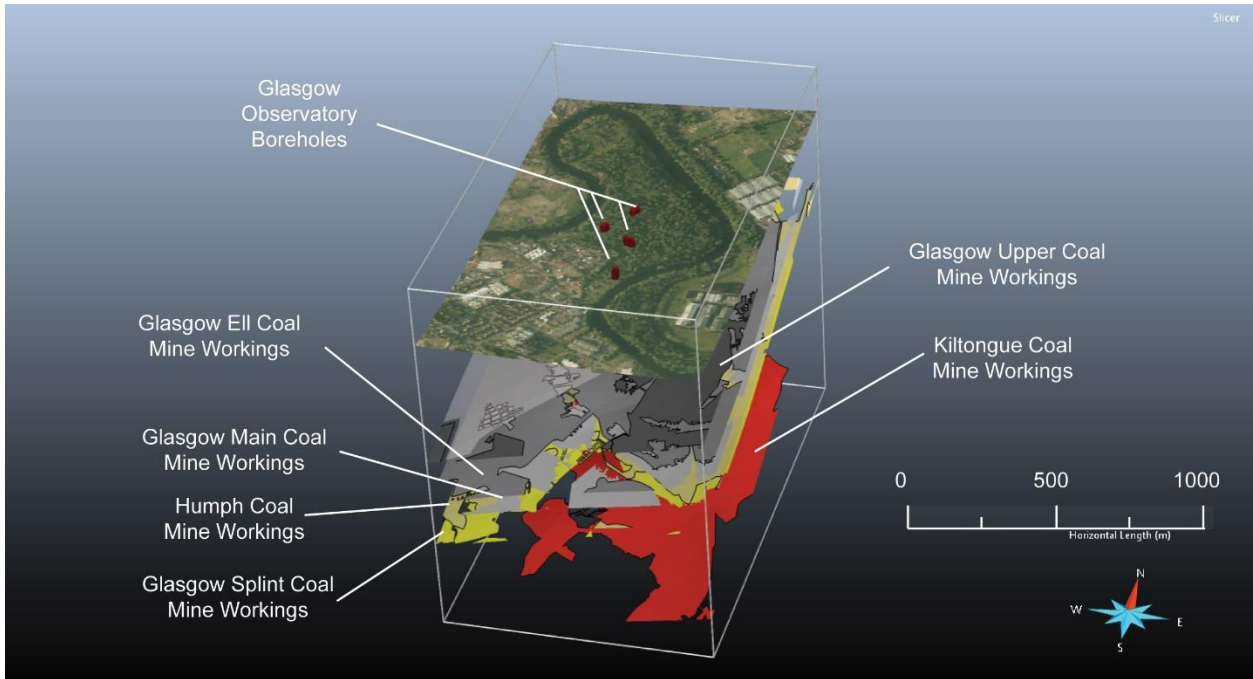 Slicer
Glasgow
Observatory
Boreholes
Glasgow Upper Coal
Mine Workings
Glasgow Ell Coal
Mine Workings
Kiltongue Coal
Mine Workings
Glasgow Main Coal
Mine Workings
Humph Coal
Mine Workings
Glasgow Splint Coal
Mine Workings
0 500 1000
Horizontal Length (m)
N
W
E
S